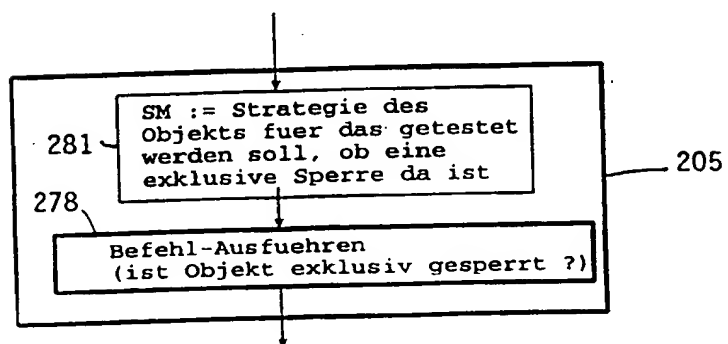 SM := Strategie des
Objekts fuer das getestet
werden soll, ob eine
exklusive Sperre da ist
281
205
278
Befehl-Ausfuehren
(ist Objekt exklusiv gesperrt ?)